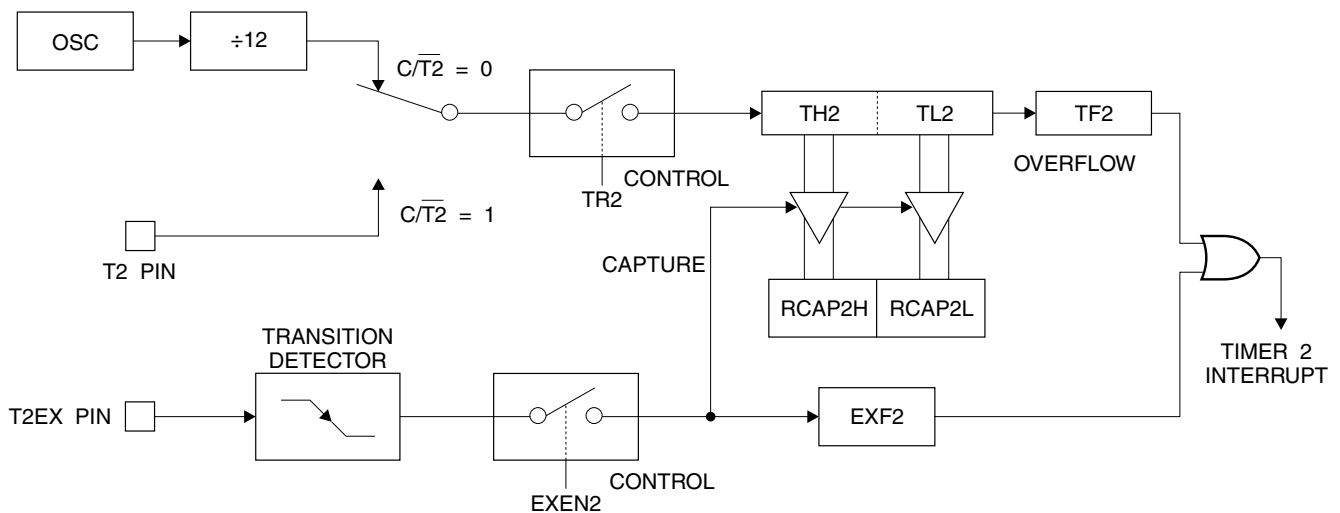 OSC
÷12
C/T2̅ = 0
TH2
TL2
TF2
OVERFLOW
CONTROL
TR2
C/T2̅ = 1
T2 PIN
CAPTURE
RCAP2H
RCAP2L
TRANSITION
DETECTOR
TIMER 2
INTERRUPT
T2EX PIN
EXF2
CONTROL
EXEN2